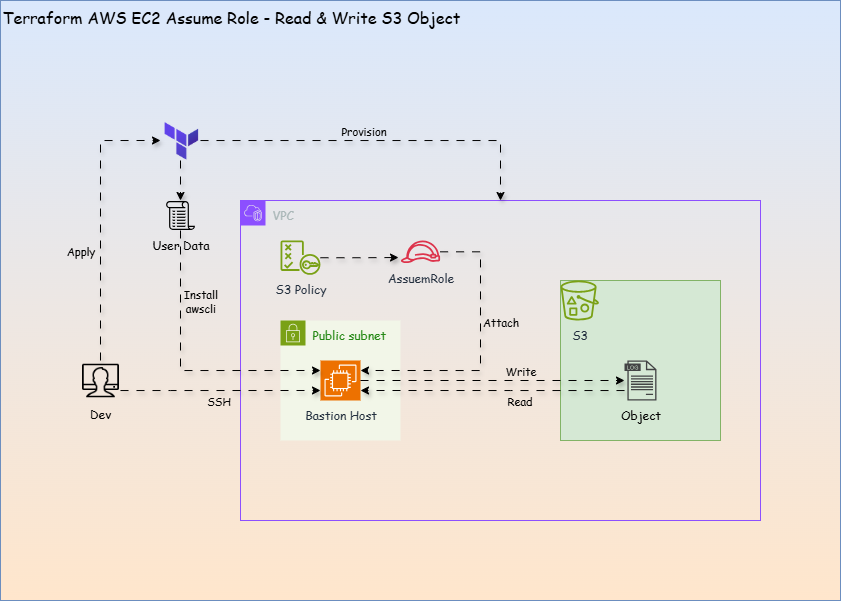 Terraform AWS EC2 Assume Role - Read & Write S3 Object
Provision
VPC
User Data
Apply
S3 Policy
AssuemRole
Install
awscli
Attach
Public subnet
S3
LOG
Write
Dev
SSH
Bastion Host
Read
Object